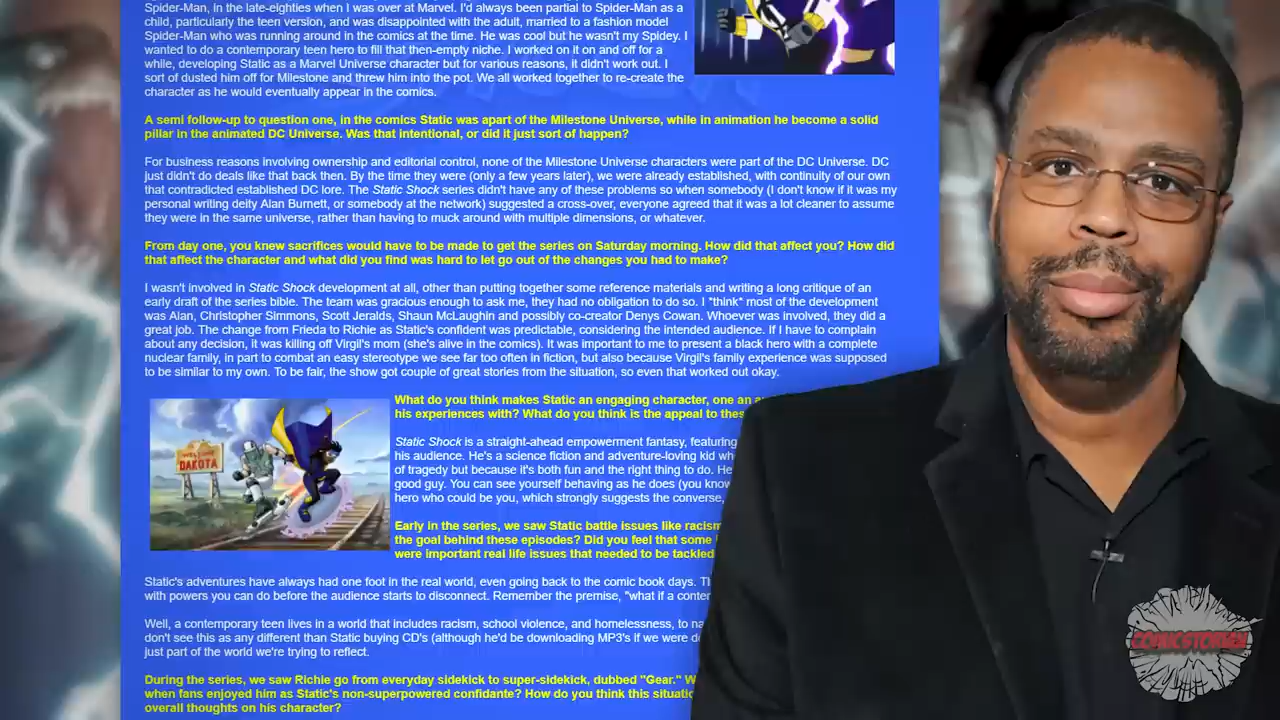 Spider-Man, in the late-eighties when I was over at Marvel. I'd always been partial to Spider-Man as a
child, particularly the teen version, and was disappointed with the adult, married to a fashion model
Spider-Man who was running around in the comics at the time. He was cool but he wasn't my Spidey. I
wanted to do a contemporary teen hero to fill that then-empty niche. I worked on it on and off for a
while, developing Static as a Marvel Universe character but for various reasons, it didn't work out. I
sort of dusted him off for Milestone and threw him into the pot. We all worked together to re-create the
character as he would eventually appear in the comics.
A semi follow-up to question one, in the comics Static was apart of the Milestone Universe, while in animation he become a solid
pillar in the animated DC Universe. Was that intentional, or did it just sort of happen?
For business reasons involving ownership and editorial control, none of the Milestone Universe characters were part of the DC Universe. DC
just didn't do deals like that back then. By the time they were (only a few years later), we were already established, with continuity of our own
that contradicted established DC lore. The Static Shock series didn't have any of these problems so when somebody (I don't know if it was my
personal writing deity Alan Burnett, or somebody at the network) suggested a cross-over, everyone agreed that it was a lot cleaner to assume
they were in the same universe, rather than having to muck around with multiple dimensions, or whatever.
From day one, you knew sacrifices would have to be made to get the series on Saturday morning. How did that affect you? How did
that affect the character and what did you find was hard to let go out of the changes you had to make?
I wasn't involved in Static Shock development at all, other than putting together some reference materials and writing a long critique of an
early draft of the series bible. The team was gracious enough to ask me, they had no obligation to do so. I *think* most of the development
was Alan, Christopher Simmons, Scott Jeralds, Shaun McLaughin and possibly co-creator Denys Cowan. Whoever was involved, they did a
great job. The change from Frieda to Richie as Static's confident was predictable, considering the intended audience. If I have to complain
about any decision, it was killing off Virgil's mom (she's alive in the comics). It was important to me to present a black hero with a complete
nuclear family, in part to combat an easy stereotype we see far too often in fiction, but also because Virgil's family experience was supposed
to be similar to my own. To be fair, the show got couple of great stories from the situation, so even that worked out okay.
What do you think makes Static an engaging character, one an
his experiences with? What do you think is the appeal to
Static Shock is a straight-ahead empowerment fantasy, featuring
his audience. He's a science fiction and adventure-loving kid
of tragedy but because it's both fun and the right thing to do. He
good guy. You can see yourself behaving as he does (you
hero who could be you, which strongly suggests the converse,
Early in the series, we saw Static battle issues like
the goal behind these episodes? Did you feel that some
were important real life issues that needed to be tackled
Static's adventures have always had one foot in the real world, even going back to the comic book days.
with powers you can do before the audience starts to disconnect. Remember the premise, "what if a
Well, a contemporary teen lives in a world that includes racism, school violence, and homelessness, to
don't see this as any different than Static buying CD's (although he'd be downloading MP3's if we were
just part of the world we're trying to reflect.
During the series, we saw Richie go from everyday sidekick to super-sidekick, dubbed "Gear."
when fans enjoyed him as Static's non-superpowered confidante? How do you think this
overall thoughts on his character?
WELCOME
DAKOTA
COMICSTORIAN